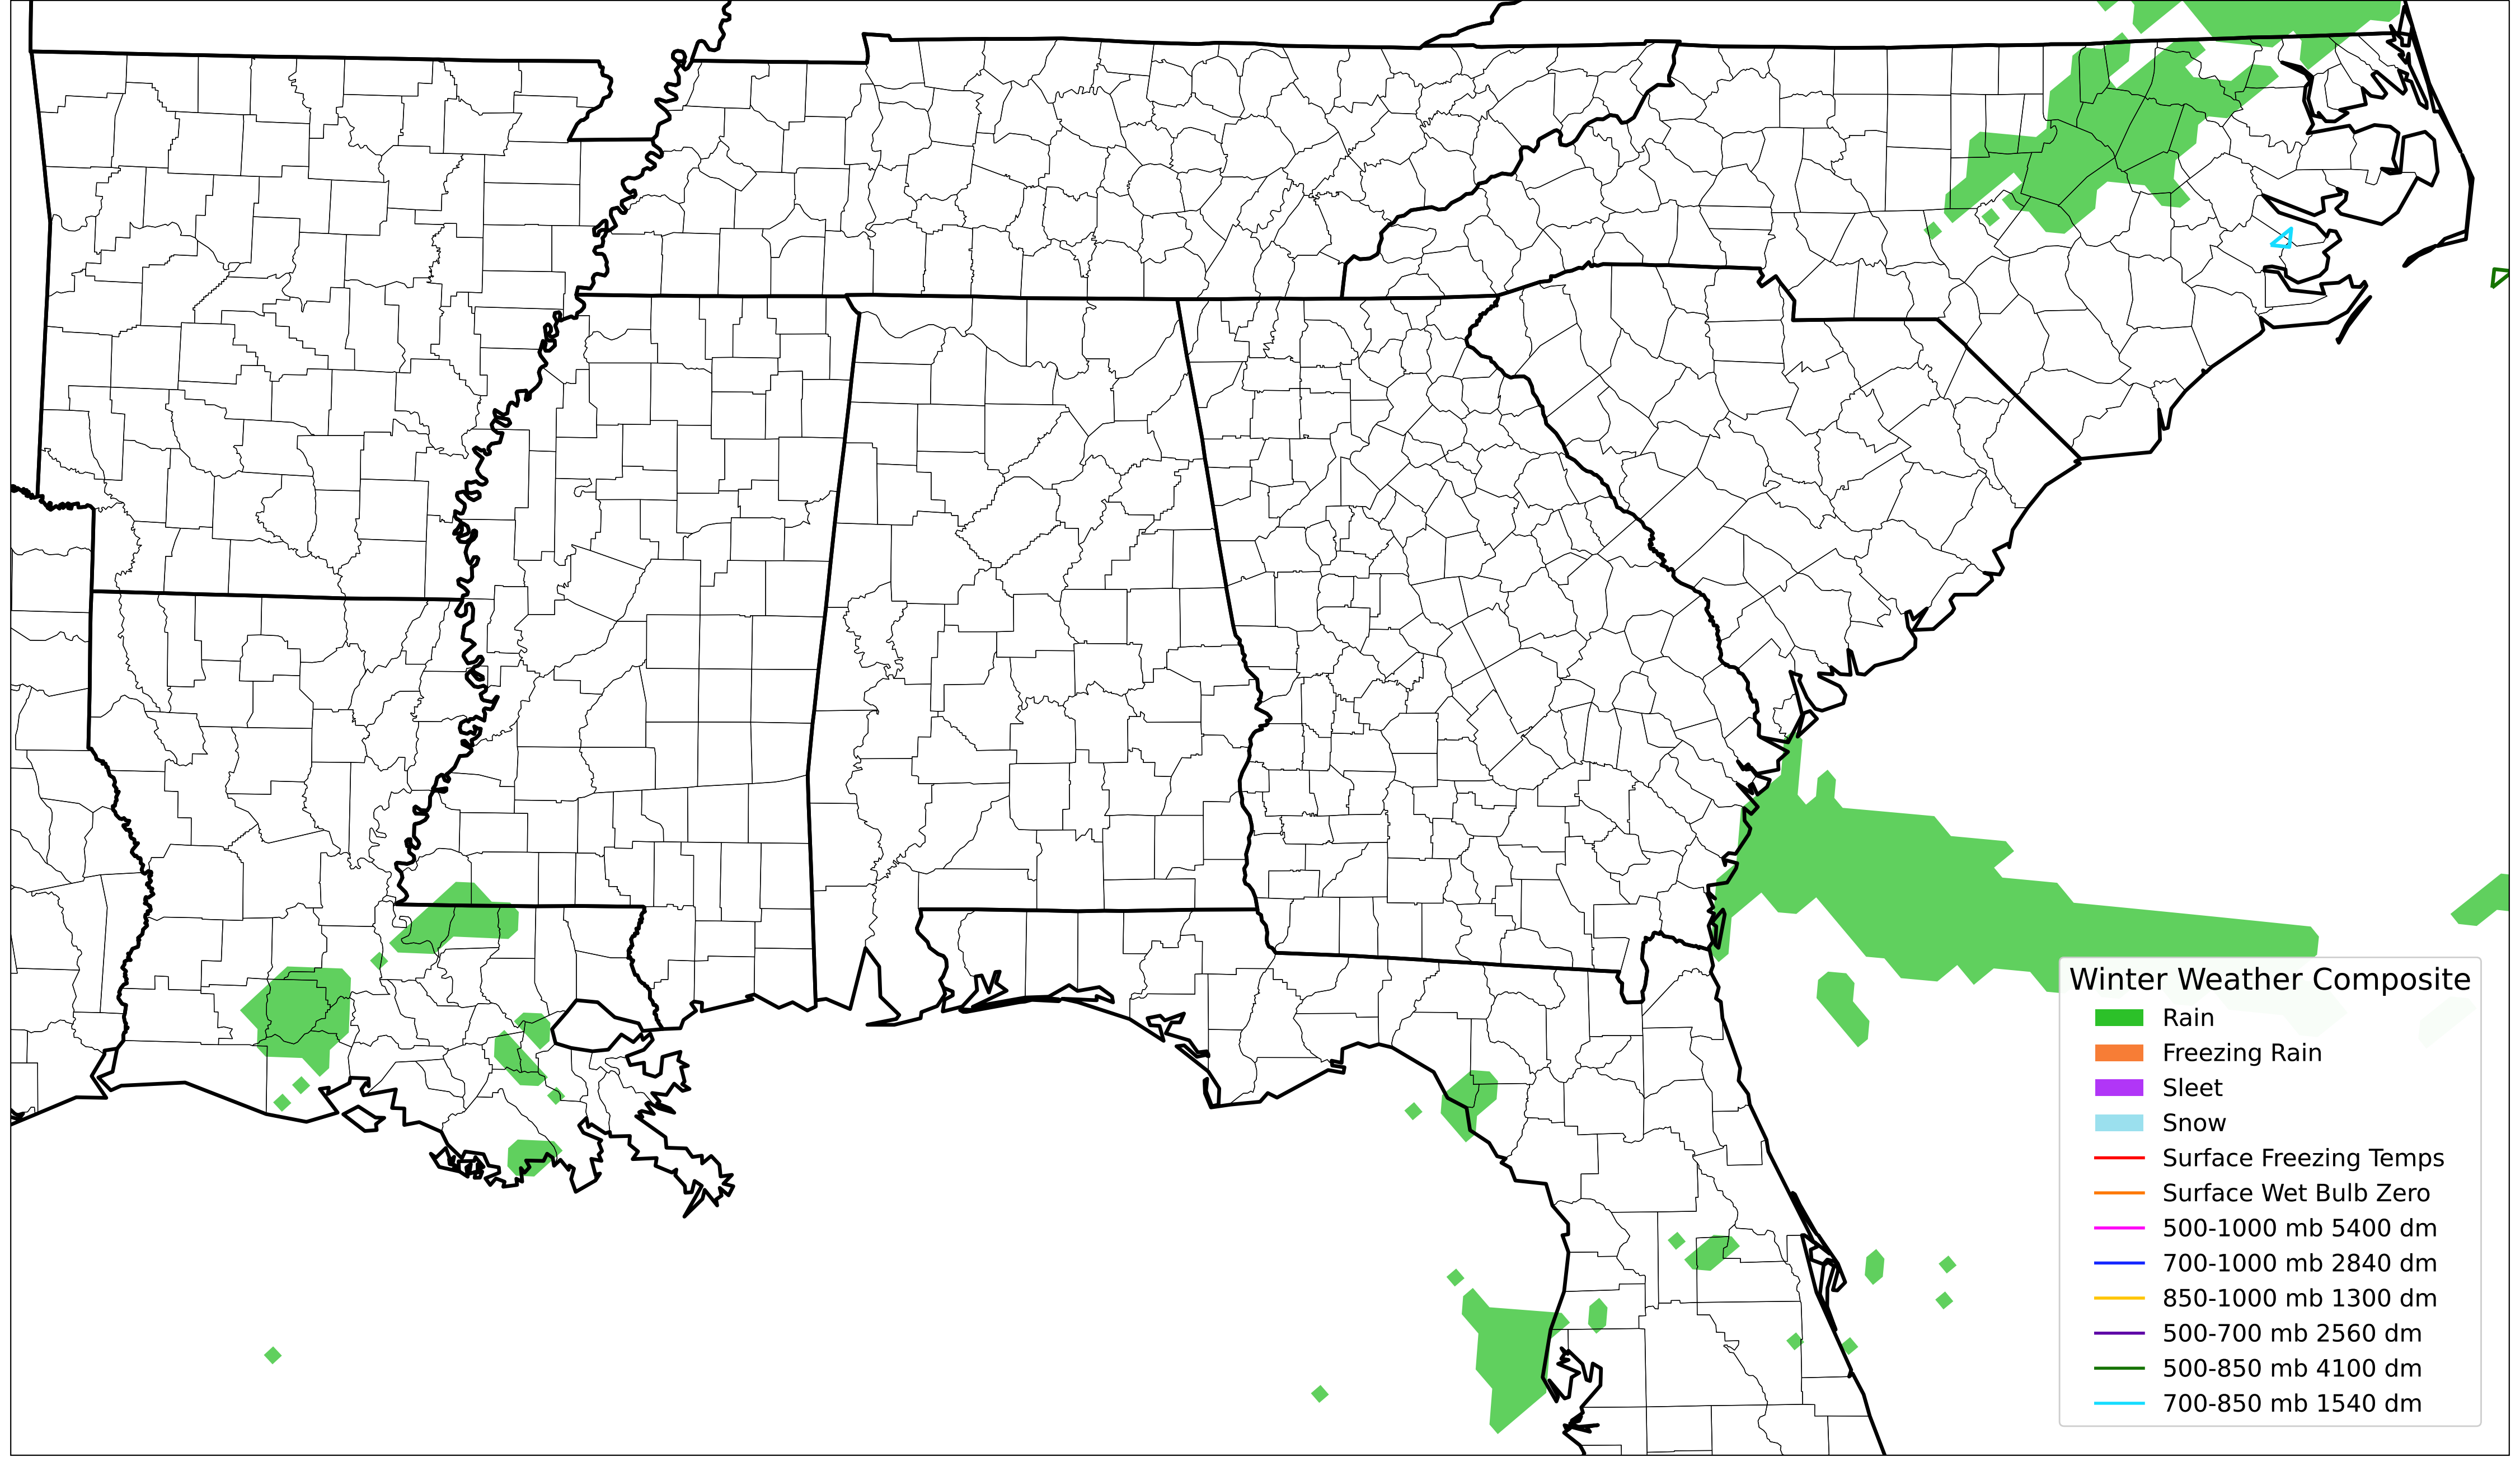 Winter Weather Composite
Rain
Freezing Rain
Sleet
Snow
Surface Freezing Temps
Surface Wet Bulb Zero
500-1000 mb 5400 dm
700-1000 mb 2840 dm
850-1000 mb 1300 dm
500-700 mb 2560 dm
500-850 mb 4100 dm
700-850 mb 1540 dm